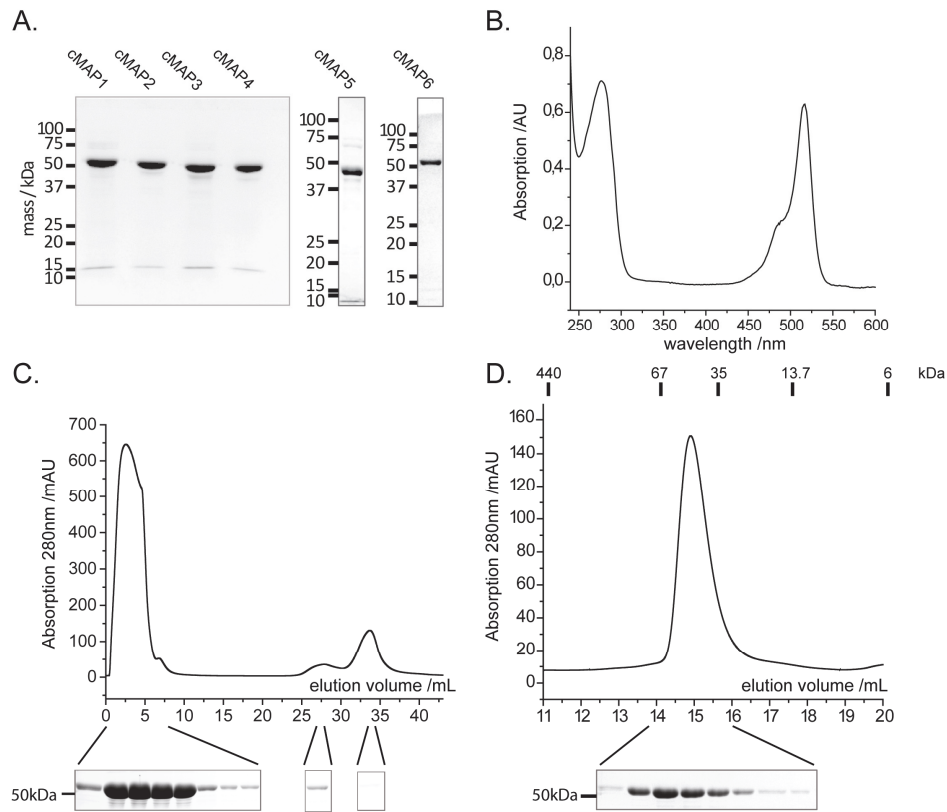 A.
cMAP1 cMAP2 cMAP3 cMAP4 cMAP5 cMAP6
mass / kDa
100
75
50
37
25
20
15
10
100
75
50
37
25
20
15
10
100
75
50
37
25
20
15
10
B.
Absorption /AU
0,8
0,6
0,4
0,2
0,0
250 300 350 400 450 500 550 600
wavelength /nm
C.
Absorption 280nm /mAU
700
600
500
400
300
200
100
0
elution volume /mL
0 5 10 15 20 25 30 35 40
50kDa
D.
440 67 35 13.7 6 kDa
Absorption 280nm /mAU
160
140
120
100
80
60
40
20
0
elution volume /mL
11 12 13 14 15 16 17 18 19 20
50kDa